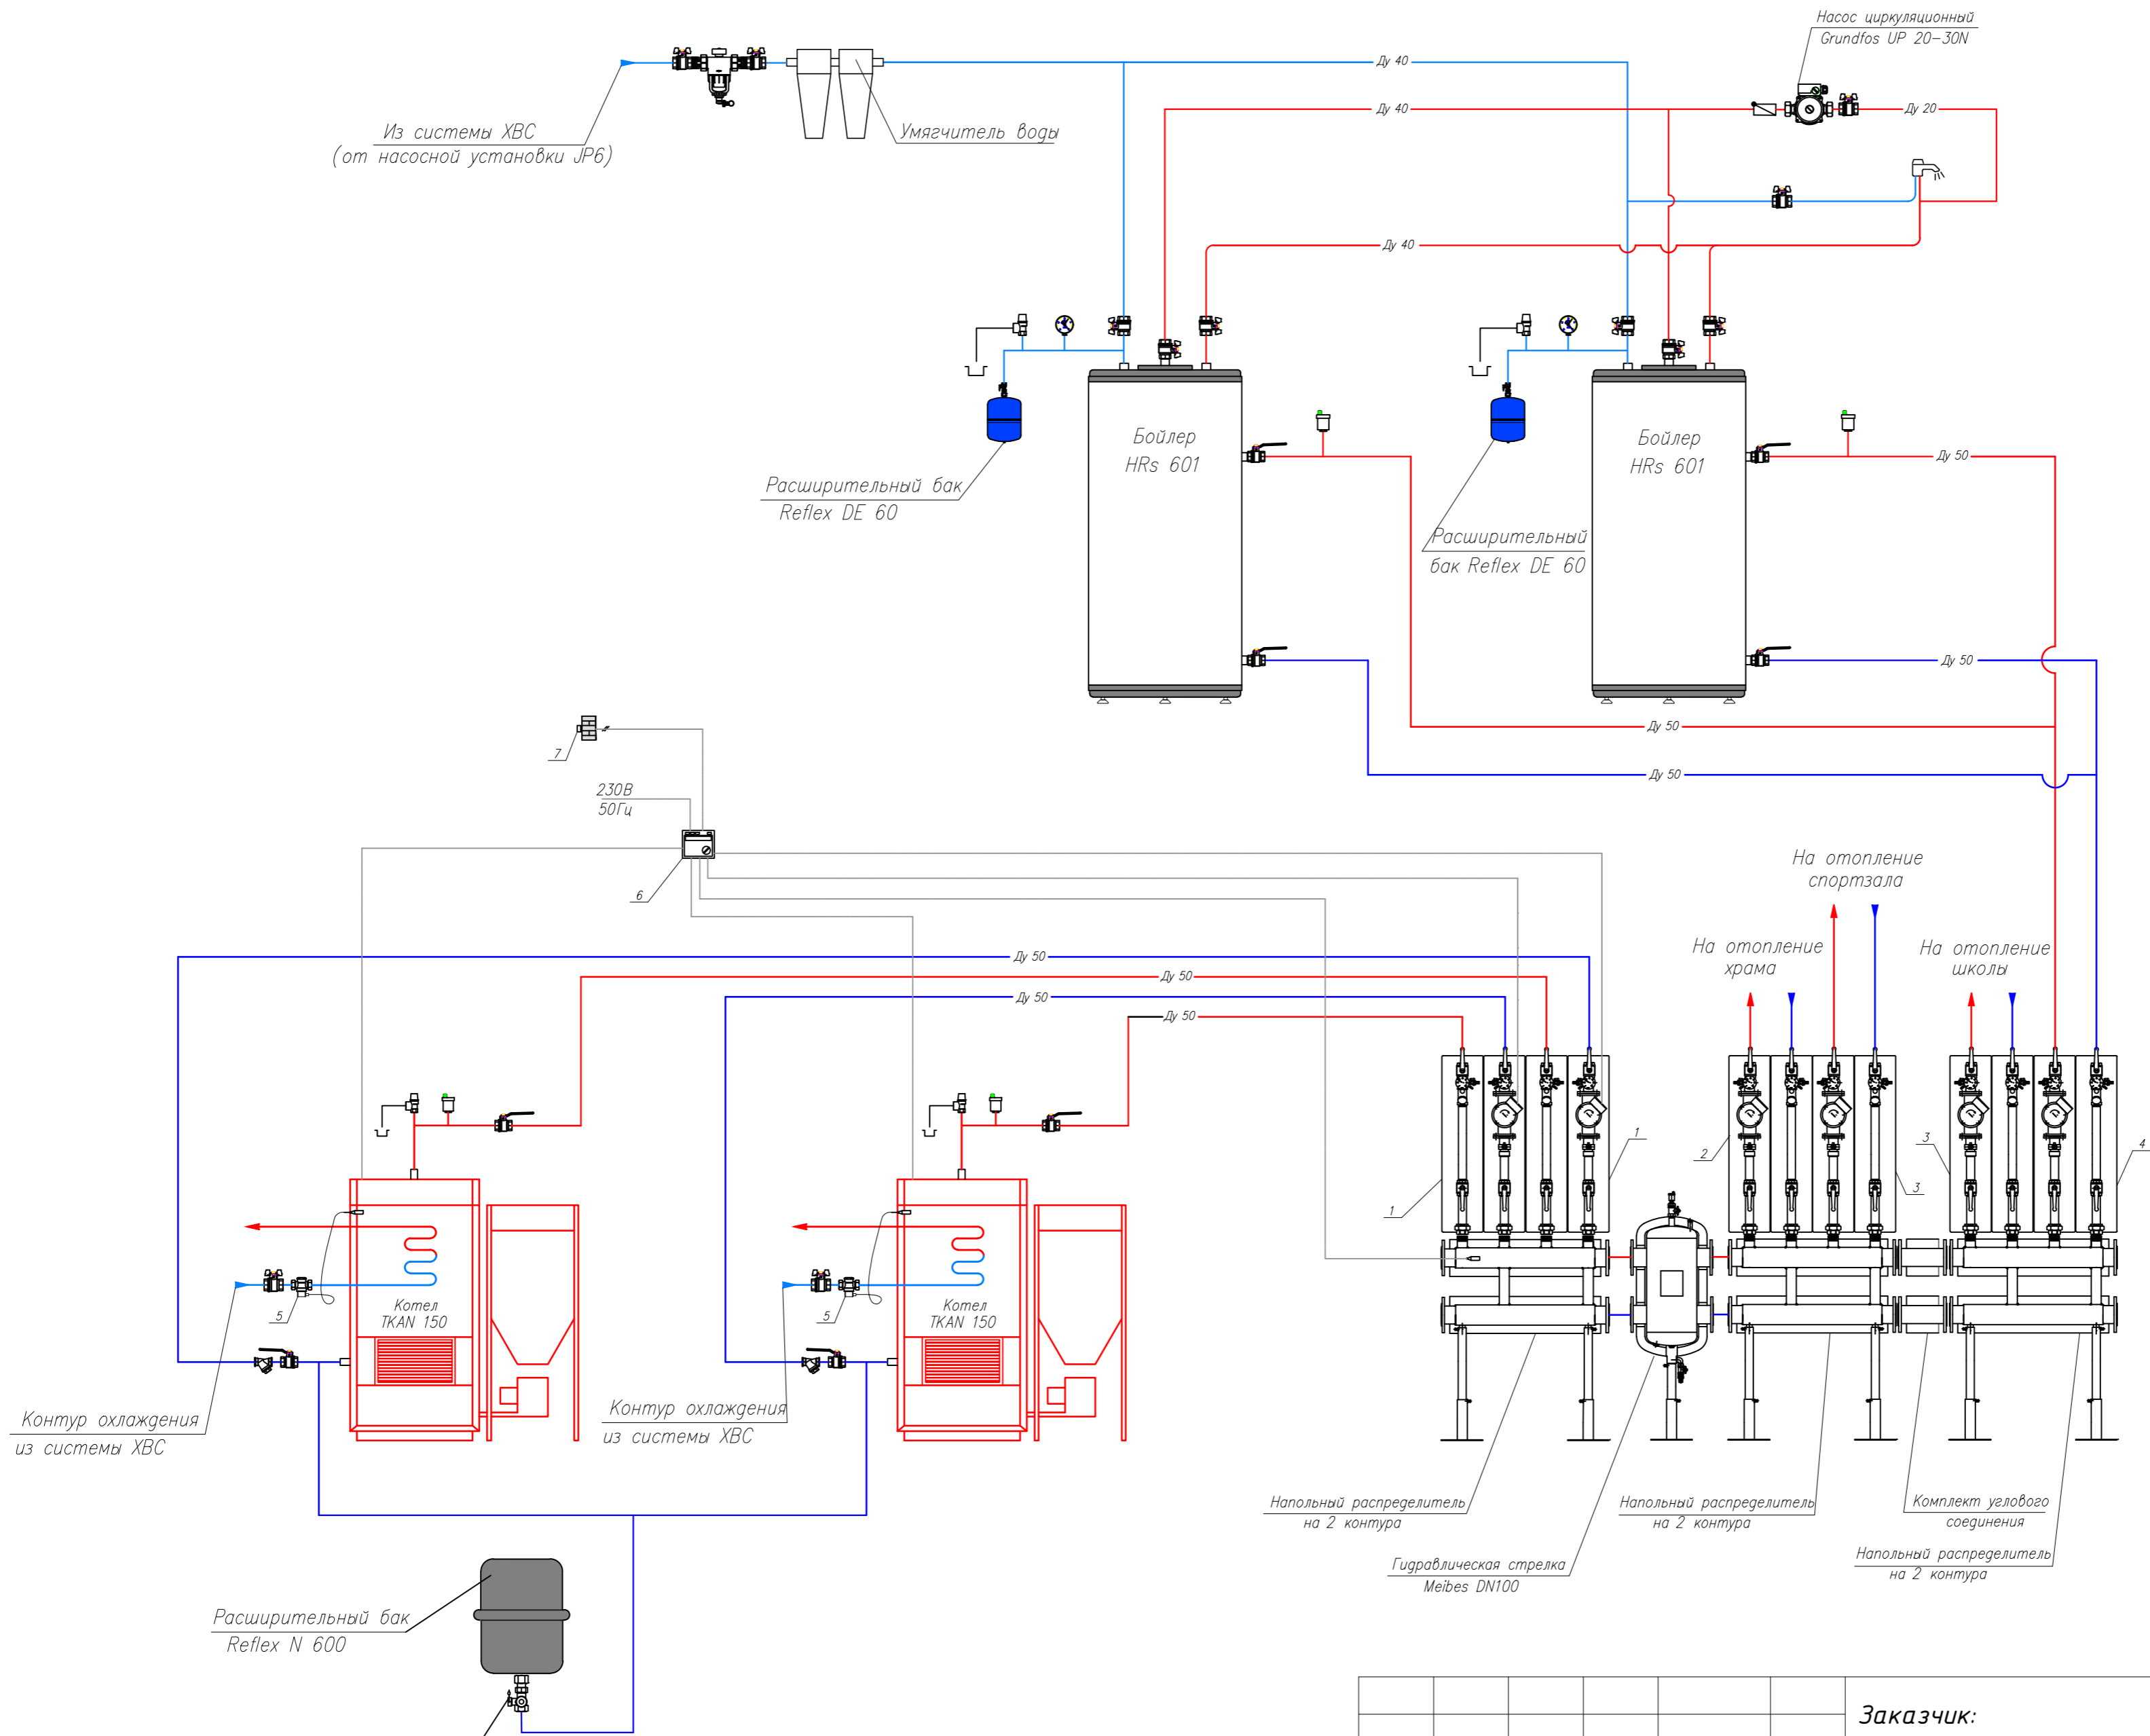 Насос циркуляционный
Grundfos UP 20-30N
Ду 40
Ду 40
Ду 20
Из системы ХВС
(от насосной установки JP6)
Умягчитель воды
Ду 40
Бойлер
HRs 601
Бойлер
HRs 601
Ду 50
Расширительный бак
Reflex DE 60
Расширительный
бак Reflex DE 60
Ду 50
Ду 50
7
Ду 50
230В
50Гц
6
На отопление
спортзала
На отопление
храма
На отопление
школы
Ду 50
Ду 50
Ду 50
Ду 50
1
2
3
4
1
3
5
Котел
TKAN 150
5
Котел
TKAN 150
Контур охлаждения
из системы ХВС
Контур охлаждения
из системы ХВС
Напольный распределитель
на 2 контура
Напольный распределитель
на 2 контура
Комплект углового
соединения
Гидравлическая стрелка
Meibes DN100
Напольный распределитель
на 2 контура
Расширительный бак
Reflex N 600
Заказчик: